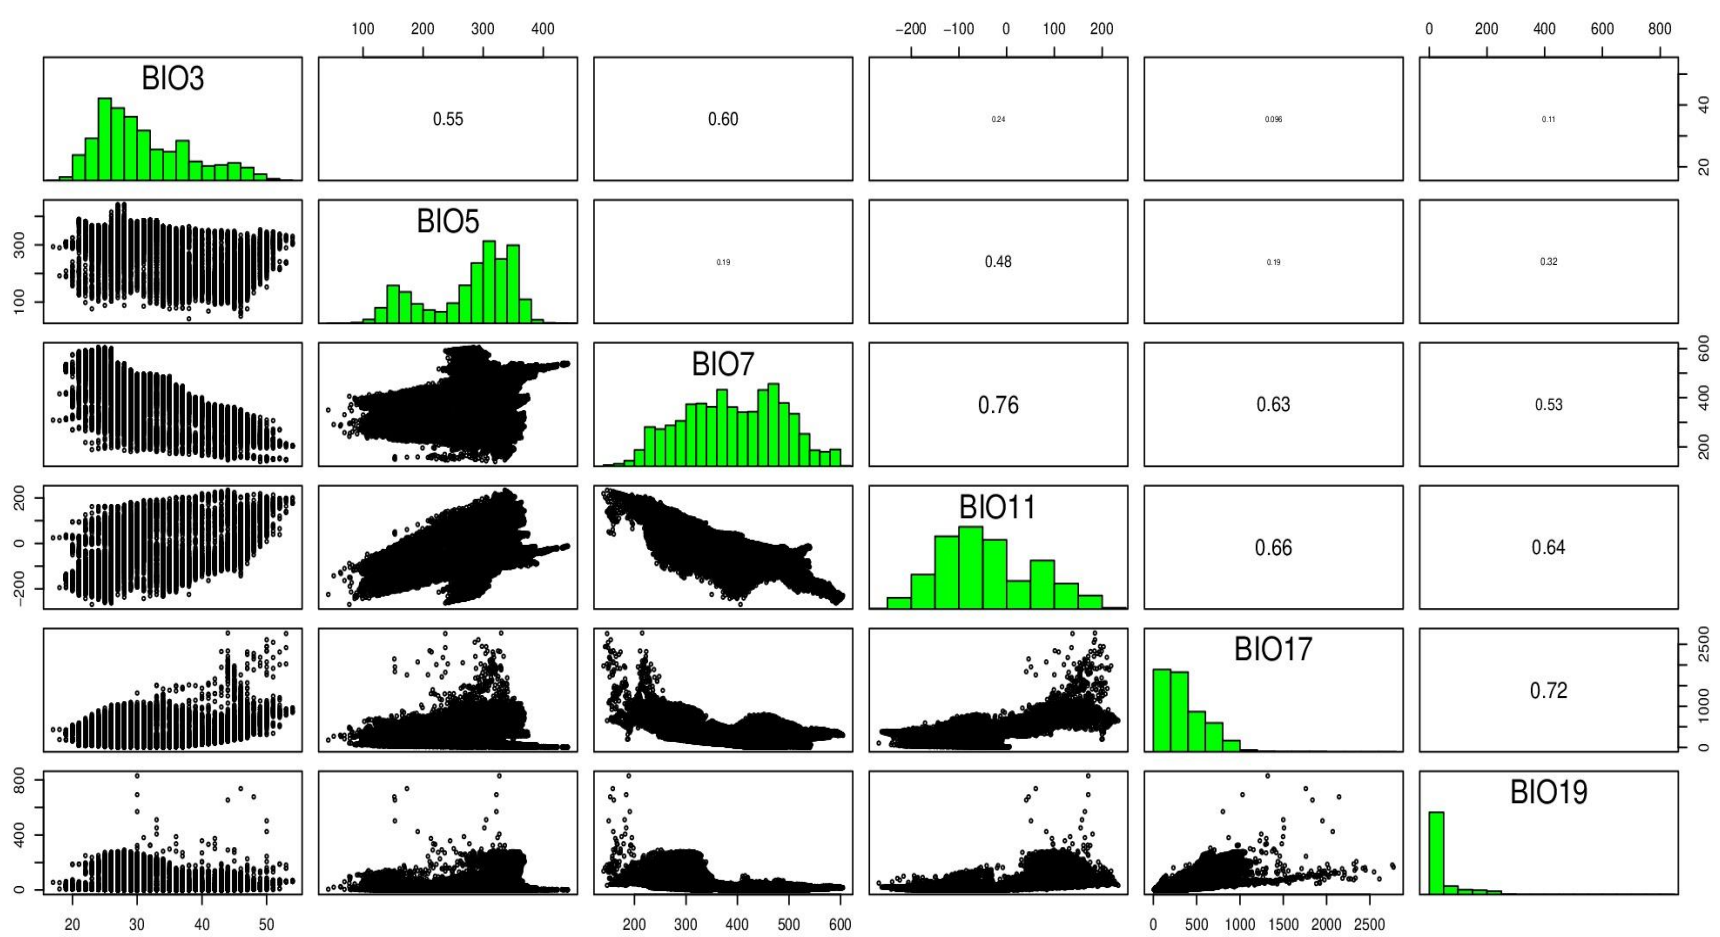 100 200 300 400 −200 −100 0 100 200 0 200 400 600 800
BIO3 0.55 0.60 0.24 0.096 0.11 20 40
100 300 BIO5 0.19 0.48 0.19 0.32
BIO7 0.76 0.63 0.53 200 400 600
−200 0 200 BIO11 0.66 0.64
BIO17 0.72 0 1000 2500
0 400 800 BIO19
20 30 40 50 200 300 400 500 600 0 500 1000 1500 2000 2500